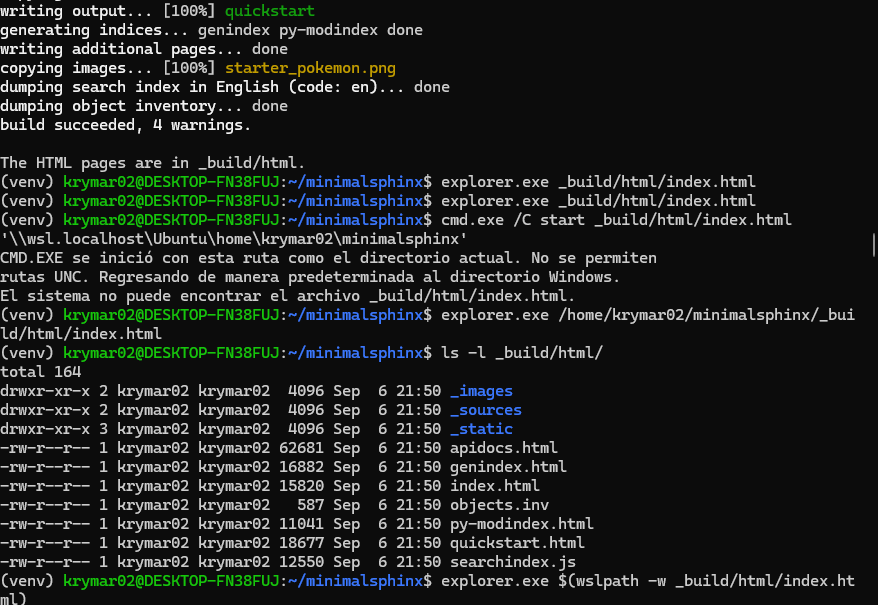 writing output... [100%] quickstart
generating indices... genindex py-modindex done
writing additional pages... done
copying images... [100%] starter_pokemon.png
dumping search index in English (code: en)... done
dumping object inventory... done
build succeeded, 4 warnings.

The HTML pages are in _build/html.
(venv) krymar02@DESKTOP-FN38FUJ:~/minimalsphinx$ explorer.exe _build/html/index.html
(venv) krymar02@DESKTOP-FN38FUJ:~/minimalsphinx$ explorer.exe _build/html/index.html
(venv) krymar02@DESKTOP-FN38FUJ:~/minimalsphinx$ cmd.exe /C start _build/html/index.html
'\\wsl.localhost\Ubuntu\home\krymar02\minimalsphinx'
CMD.EXE se inició con esta ruta como el directorio actual. No se permiten
rutas UNC. Regresando de manera predeterminada al directorio Windows.
El sistema no puede encontrar el archivo _build/html/index.html.
(venv) krymar02@DESKTOP-FN38FUJ:~/minimalsphinx$ explorer.exe /home/krymar02/minimalsphinx/_bui
ld/html/index.html
(venv) krymar02@DESKTOP-FN38FUJ:~/minimalsphinx$ ls -l _build/html/
total 164
drwxr-xr-x 2 krymar02 krymar02  4096 Sep  6 21:50 _images
drwxr-xr-x 2 krymar02 krymar02  4096 Sep  6 21:50 _sources
drwxr-xr-x 3 krymar02 krymar02  4096 Sep  6 21:50 _static
-rw-r--r-- 1 krymar02 krymar02 62681 Sep  6 21:50 apidocs.html
-rw-r--r-- 1 krymar02 krymar02 16882 Sep  6 21:50 genindex.html
-rw-r--r-- 1 krymar02 krymar02 15820 Sep  6 21:50 index.html
-rw-r--r-- 1 krymar02 krymar02   587 Sep  6 21:50 objects.inv
-rw-r--r-- 1 krymar02 krymar02 11041 Sep  6 21:50 py-modindex.html
-rw-r--r-- 1 krymar02 krymar02 18677 Sep  6 21:50 quickstart.html
-rw-r--r-- 1 krymar02 krymar02 12550 Sep  6 21:50 searchindex.js
(venv) krymar02@DESKTOP-FN38FUJ:~/minimalsphinx$ explorer.exe $(wslpath -w _build/html/index.ht
ml)